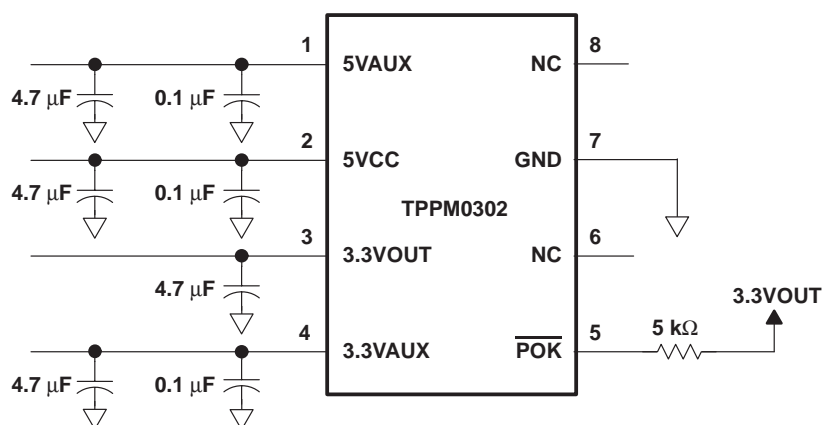 1 5VAUX NC 8
4.7 μF 0.1 μF
2 5VCC GND 7
4.7 μF 0.1 μF
TPPM0302
3 3.3VOUT NC 6
4.7 μF 3.3VOUT
4 3.3VAUX P̅O̅K̅ 5 5 kΩ
4.7 μF 0.1 μF